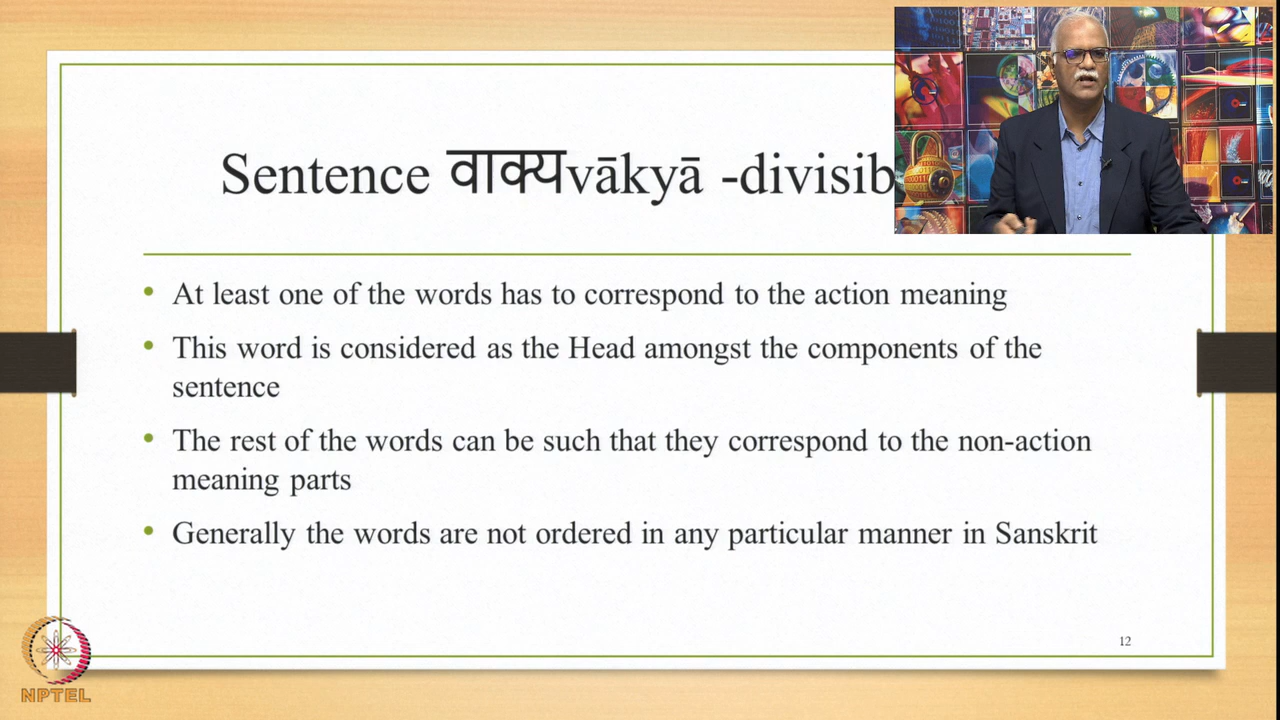 Sentence वाक्यvākyā -divisib
At least one of the words has to correspond to the action meaning
This word is considered as the Head amongst the components of the
sentence
The rest of the words can be such that they correspond to the non-action
meaning parts
Generally the words are not ordered in any particular manner in Sanskrit
12
NPTEL